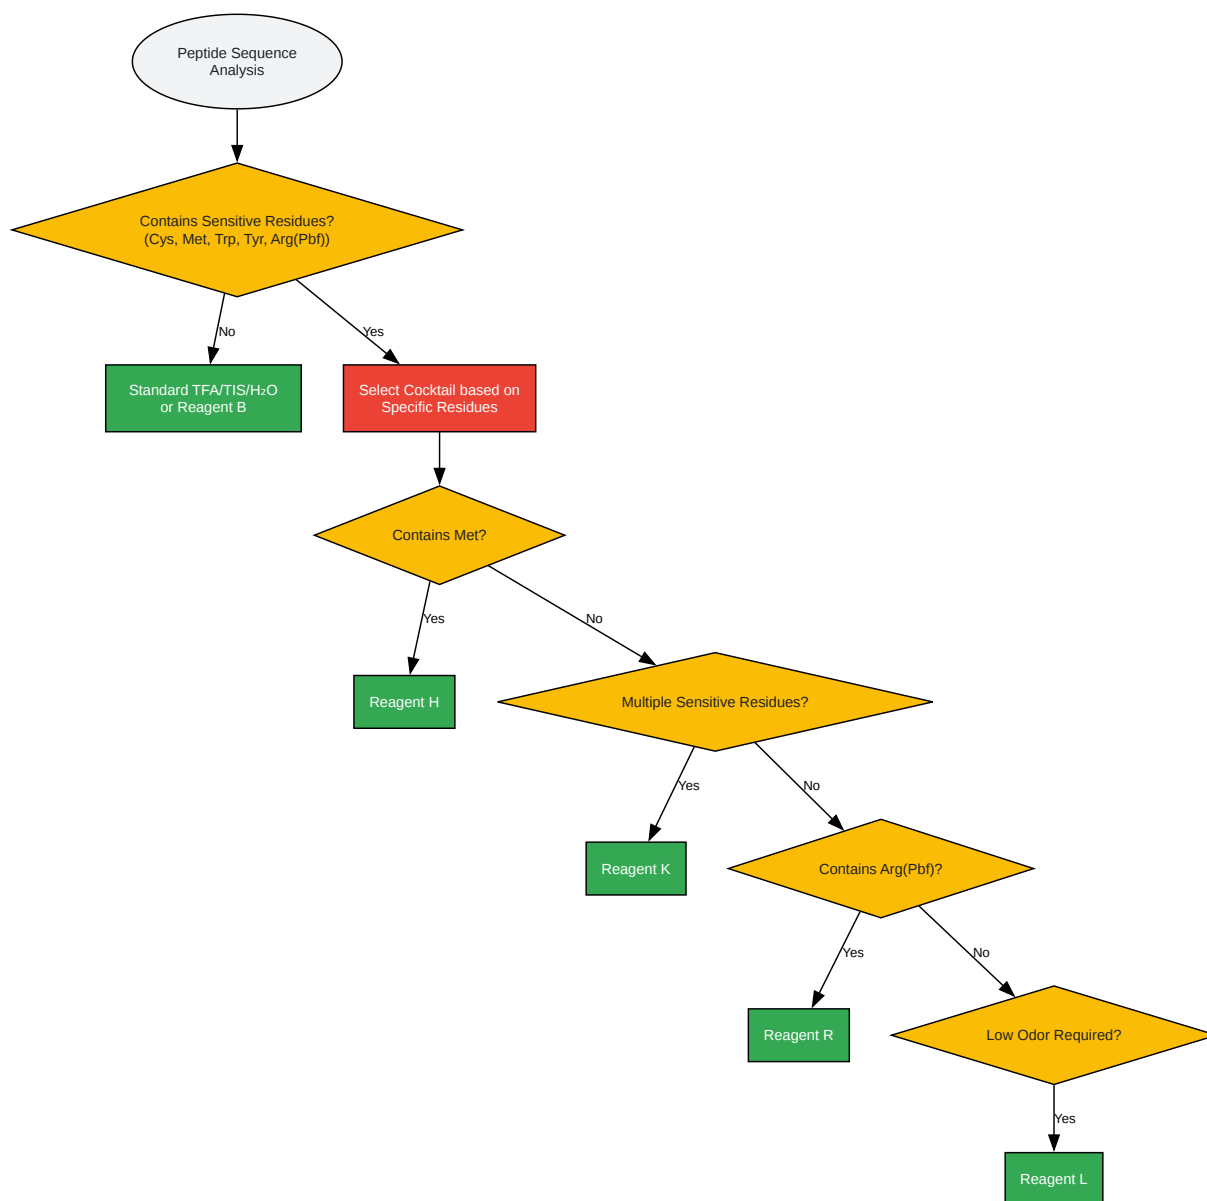 Peptide Sequence
Analysis
Contains Sensitive Residues?
(Cys, Met, Trp, Tyr, Arg(Pbf))
No
Yes
Standard TFA/TIS/H₂O
or Reagent B
Select Cocktail based on
Specific Residues
Contains Met?
Yes
No
Reagent H
Multiple Sensitive Residues?
Yes
No
Reagent K
Contains Arg(Pbf)?
Yes
No
Reagent R
Low Odor Required?
Yes
Reagent L